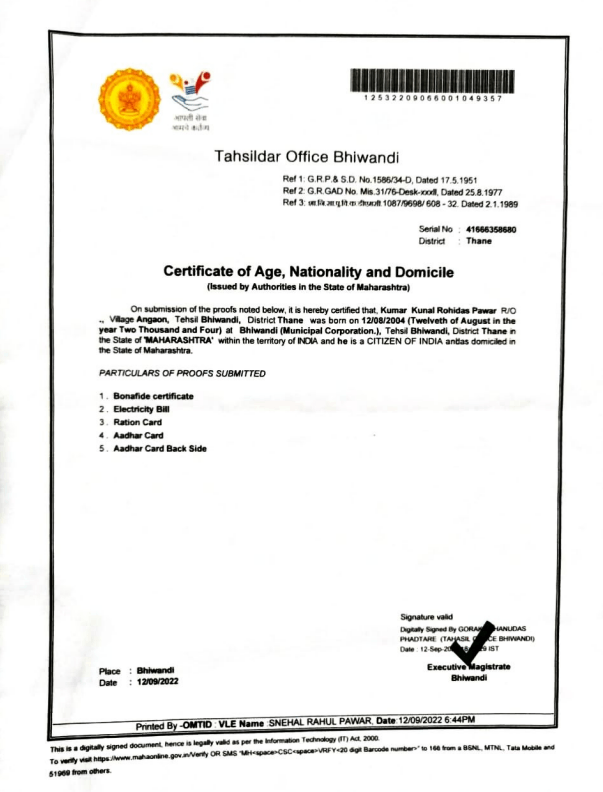 12532209066001049357
आपली सेवा
आमचे कर्तव्य
Tahsildar Office Bhiwandi
Ref 1: G.R.P.& S.D. No.1586/34-D, Dated 17.5.1951
Ref 2: G.R.GAD No. Mis.31/76-Desk-xxxII, Dated 25.8.1977
Ref 3: 1087/9698/ 608 - 32. Dated 2.1.1989
Serial No : 41666358680
District : Thane
Certificate of Age, Nationality and Domicile
(Issued by Authorities in the State of Maharashtra)
On submission of the proofs noted below, it is hereby certified that, Kumar Kunal Rohidas Pawar R/O
., Village Angaon, Tehsil Bhiwandi, District Thane was born on 12/08/2004 (Twelveth of August in the
year Two Thousand and Four) at Bhiwandi (Municipal Corporation.), Tehsil Bhiwandi, District Thane in
the State of 'MAHARASHTRA' within the territory of INDIA and he is a CITIZEN OF INDIA and is domiciled in
the State of Maharashtra.
PARTICULARS OF PROOFS SUBMITTED
1 . Bonafide certificate
2 . Electricity Bill
3 . Ration Card
4 . Aadhar Card
5 . Aadhar Card Back Side
Signature valid
Digitally Signed By BHANUDAS
PHADTARE (TAHASIL OFFICE BHIWANDI)
Date : 12-Sep- IST
Executive Magistrate
Bhiwandi
Place : Bhiwandi
Date : 12/09/2022
Printed By -OMTID : VLE Name :SNEHAL RAHUL PAWAR, Date:12/09/2022 6:44PM
This is a digitally signed document, hence is legally valid as per the Information Technology (IT) Act, 2000.
To verify visit https://www.mahaonline.gov.in/Verify OR SMS "MH<space>CSC<space>VRFY<20 digit Barcode number>" to 166 from a BSNL, MTNL, Tata Mobile and
51969 from others.